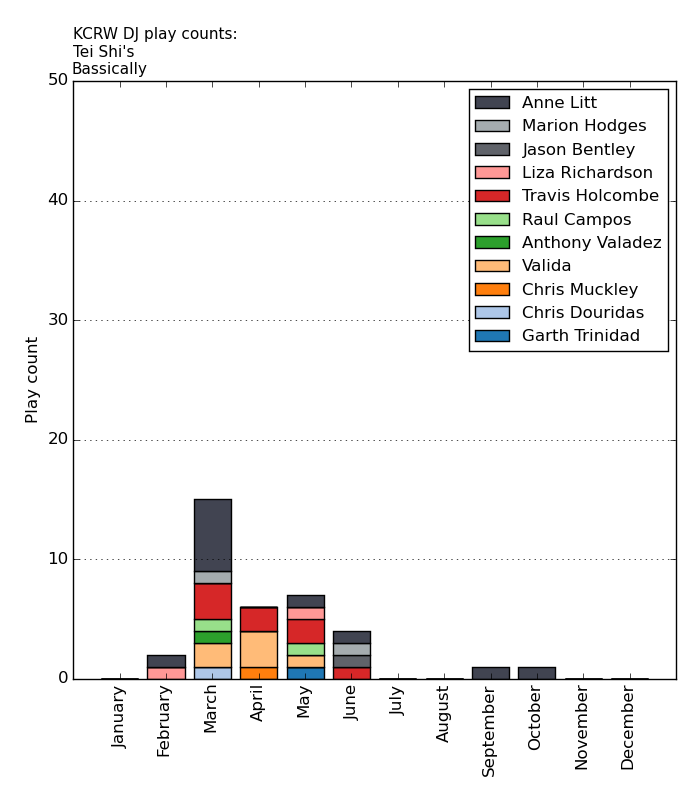 KCRW DJ play counts:
Tei Shi's
Bassically
50
40
30
20
10
0
Play count
Anne Litt
Marion Hodges
Jason Bentley
Liza Richardson
Travis Holcombe
Raul Campos
Anthony Valadez
Valida
Chris Muckley
Chris Douridas
Garth Trinidad
January
February
March
April
May
June
July
August
September
October
November
December